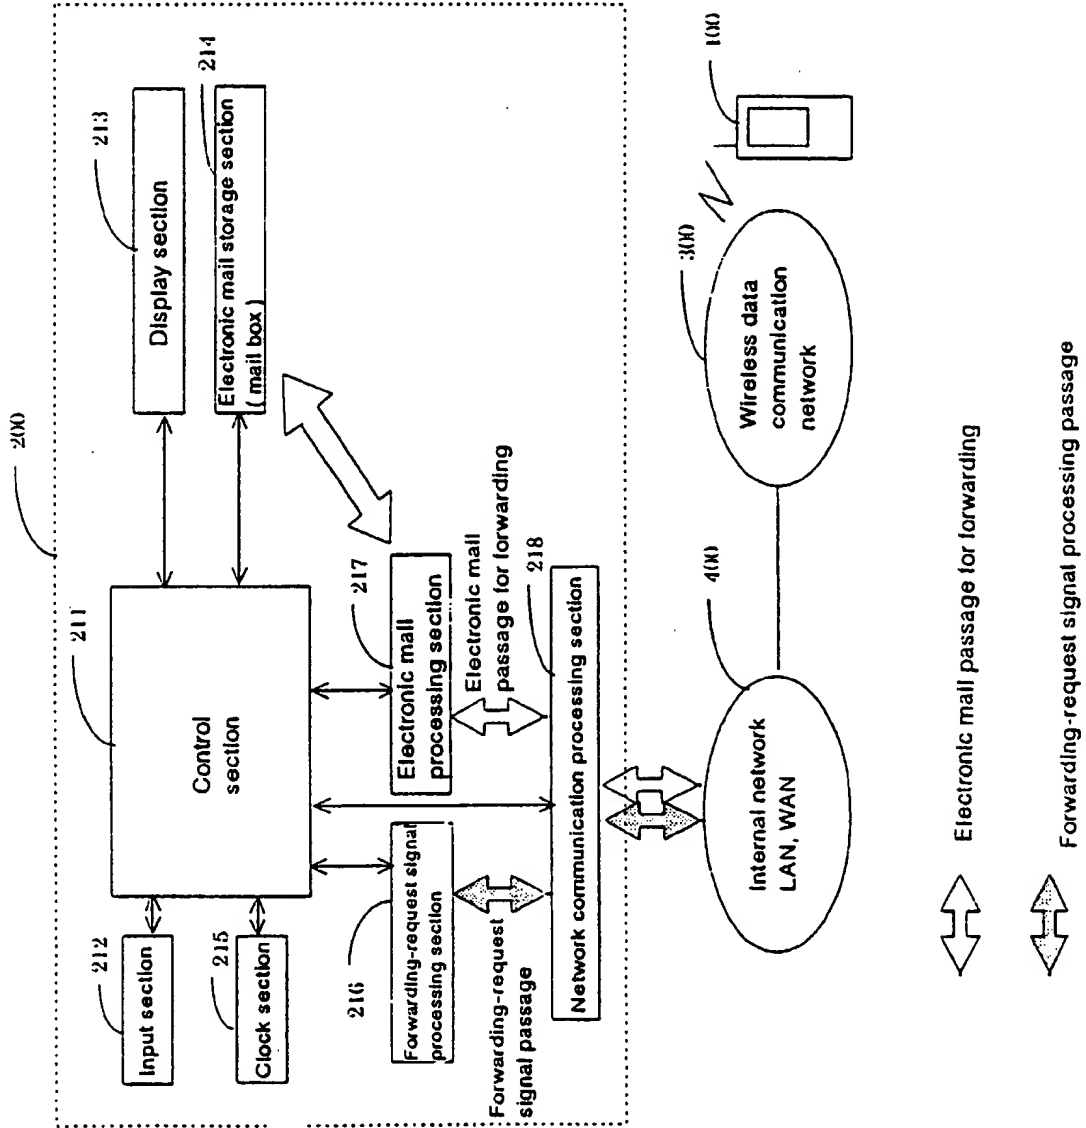 200
212
211
213
Input section
Control
section
Display section
215
214
Clock section
Electronic mail storage section
( mail box )
216
217
Forwarding-request signal
processing section
Electronic mail
processing section
Forwarding-request
signal passage
Electronic mail
passage for forwarding
218
Network communication processing section
400
300
100
Internal network
LAN, WAN
Wireless data
communication
network
Electronic mail passage for forwarding
Forwarding-request signal processing passage